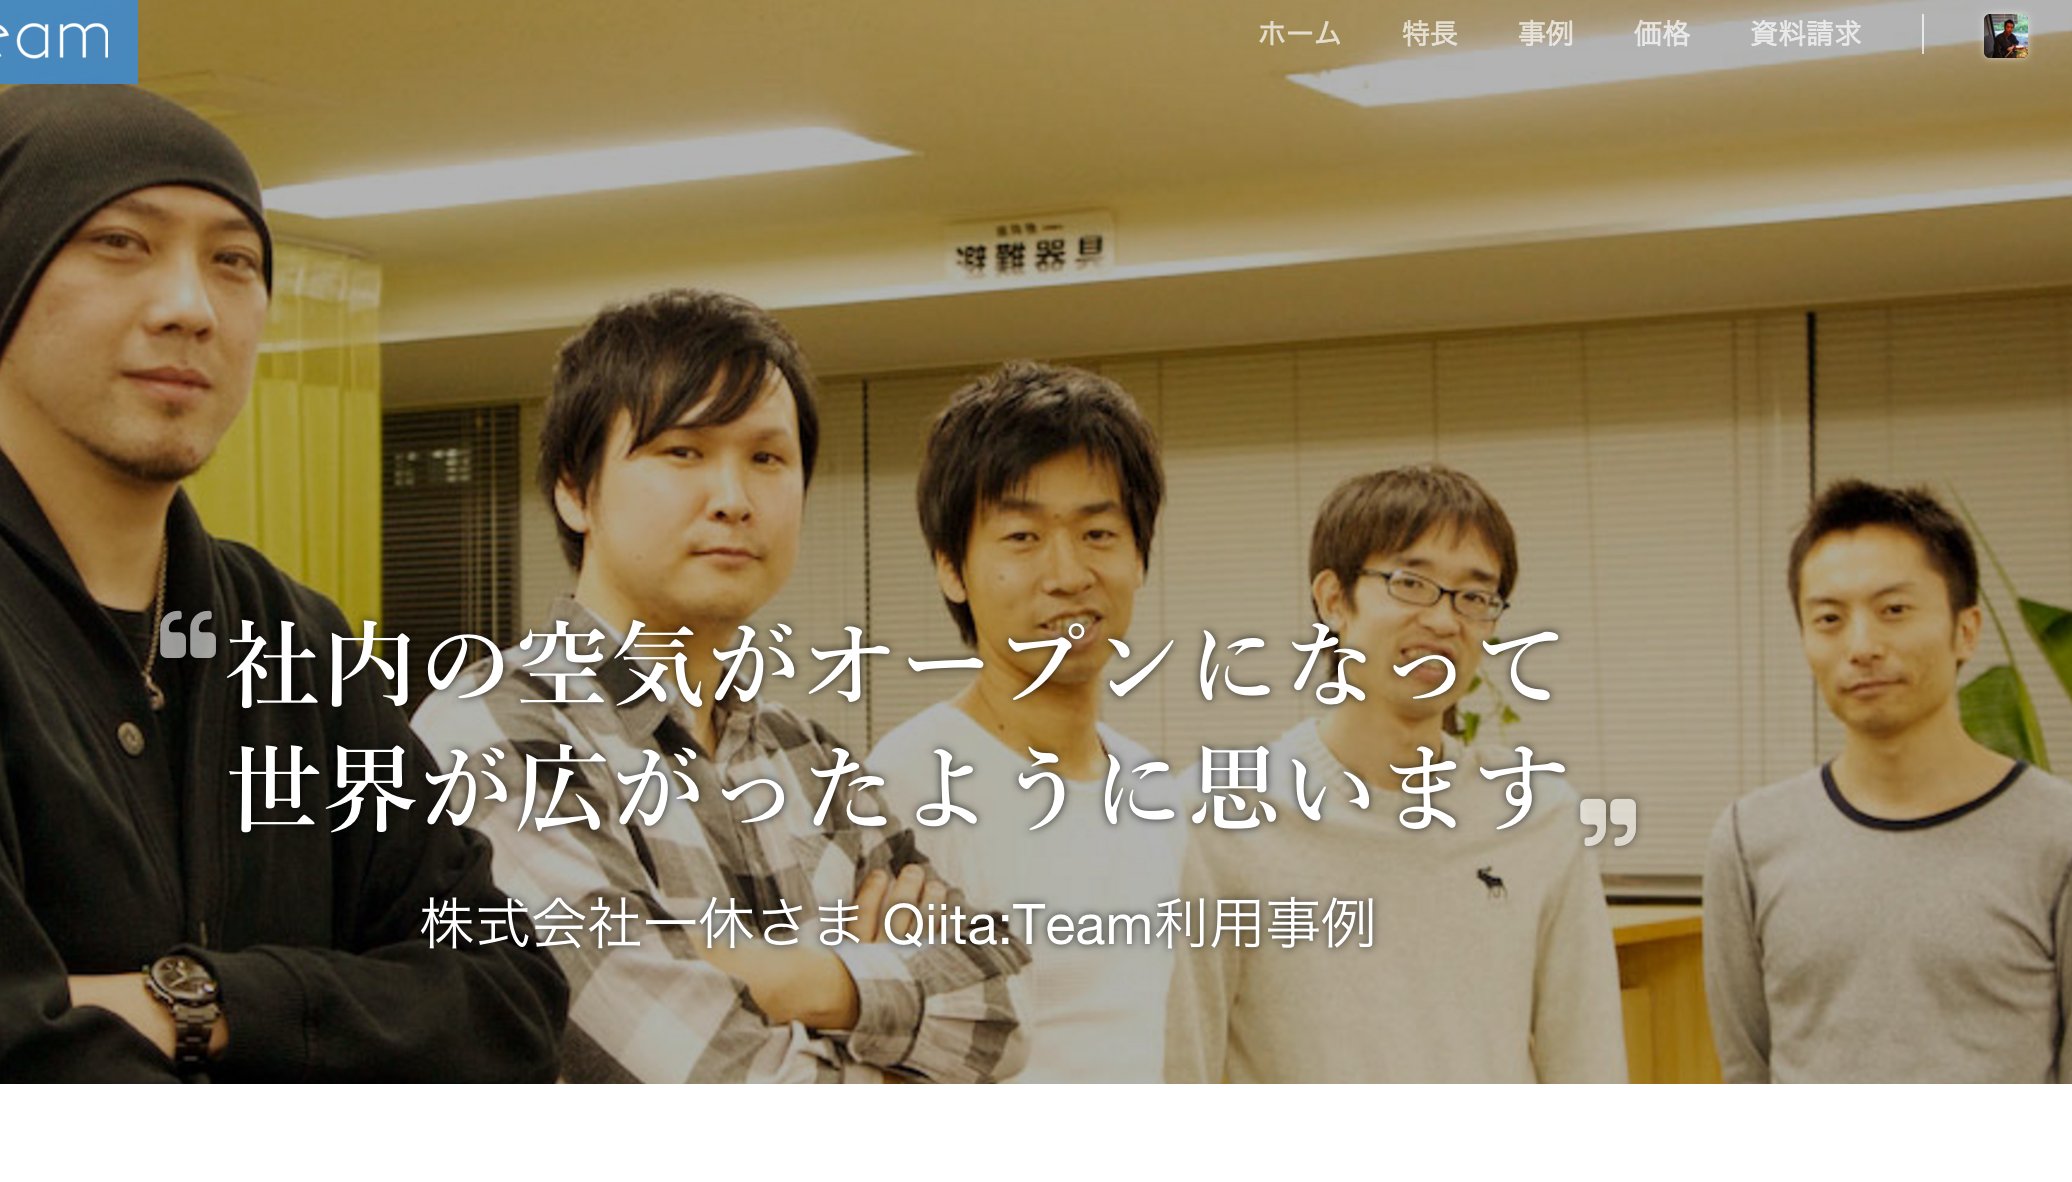 eam
ホーム 特長 事例 価格 資料請求
避難器具
“社内の空気がオープンになって
世界が広がったように思います”
株式会社一休さま Qiita:Team利用事例